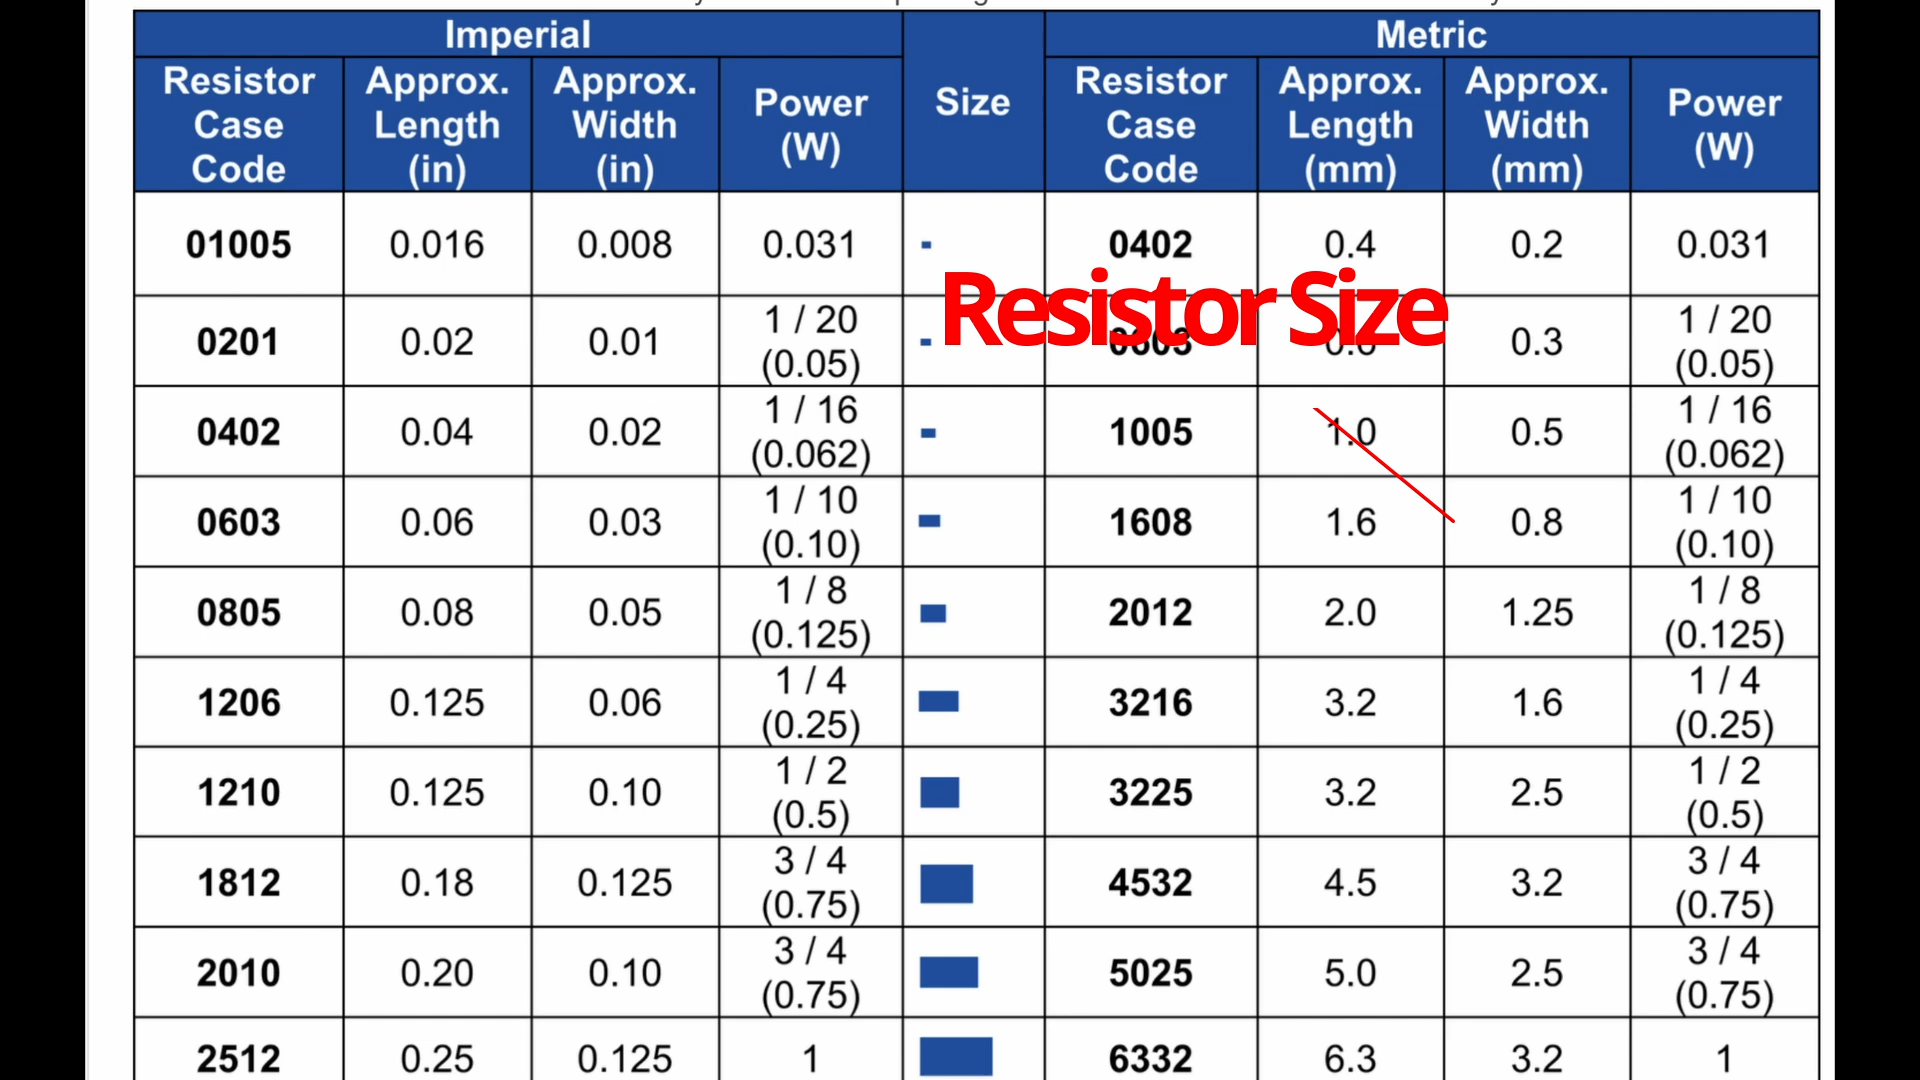 Imperial Size Metric
Resistor Case Code Approx. Length (in) Approx. Width (in) Power (W) Resistor Case Code Approx. Length (mm) Approx. Width (mm) Power (W)
01005 0.016 0.008 0.031 0402 0.4 0.2 0.031
Resistor Size
0201 0.02 0.01 1 / 20 (0.05) 0603 0.6 0.3 1 / 20 (0.05)
0402 0.04 0.02 1 / 16 (0.062) 1005 1.0 0.5 1 / 16 (0.062)
0603 0.06 0.03 1 / 10 (0.10) 1608 1.6 0.8 1 / 10 (0.10)
0805 0.08 0.05 1 / 8 (0.125) 2012 2.0 1.25 1 / 8 (0.125)
1206 0.125 0.06 1 / 4 (0.25) 3216 3.2 1.6 1 / 4 (0.25)
1210 0.125 0.10 1 / 2 (0.5) 3225 3.2 2.5 1 / 2 (0.5)
1812 0.18 0.125 3 / 4 (0.75) 4532 4.5 3.2 3 / 4 (0.75)
2010 0.20 0.10 3 / 4 (0.75) 5025 5.0 2.5 3 / 4 (0.75)
2512 0.25 0.125 1 6332 6.3 3.2 1